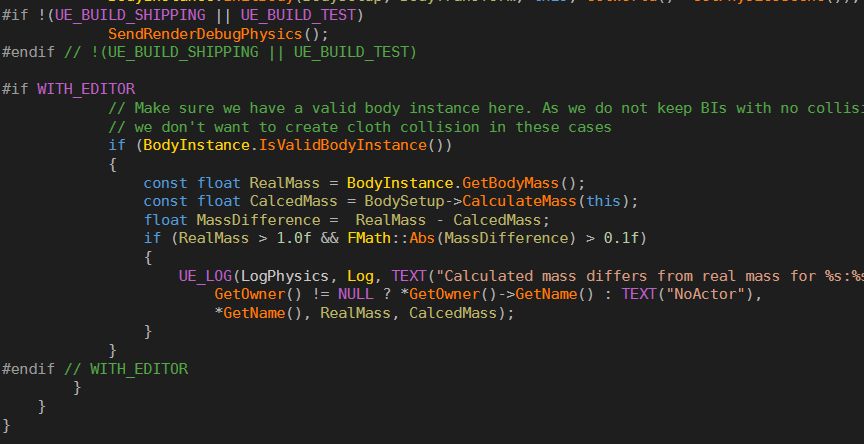 #if !(UE_BUILD_SHIPPING || UE_BUILD_TEST)
SendRenderDebugPhysics();
#endif // !(UE_BUILD_SHIPPING || UE_BUILD_TEST)
#if WITH_EDITOR
// Make sure we have a valid body instance here. As we do not keep BIs with no collisi
// we don't want to create cloth collision in these cases
if (BodyInstance.IsValidBodyInstance())
{
const float RealMass = BodyInstance.GetBodyMass();
const float CalcedMass = BodySetup->CalculateMass(this);
float MassDifference =  RealMass - CalcedMass;
if (RealMass > 1.0f && FMath::Abs(MassDifference) > 0.1f)
{
UE_LOG(LogPhysics, Log, TEXT("Calculated mass differs from real mass for %s:%s
GetOwner() != NULL ? *GetOwner()->GetName() : TEXT("NoActor"),
*GetName(), RealMass, CalcedMass);
}
}
#endif // WITH_EDITOR
}
}
}